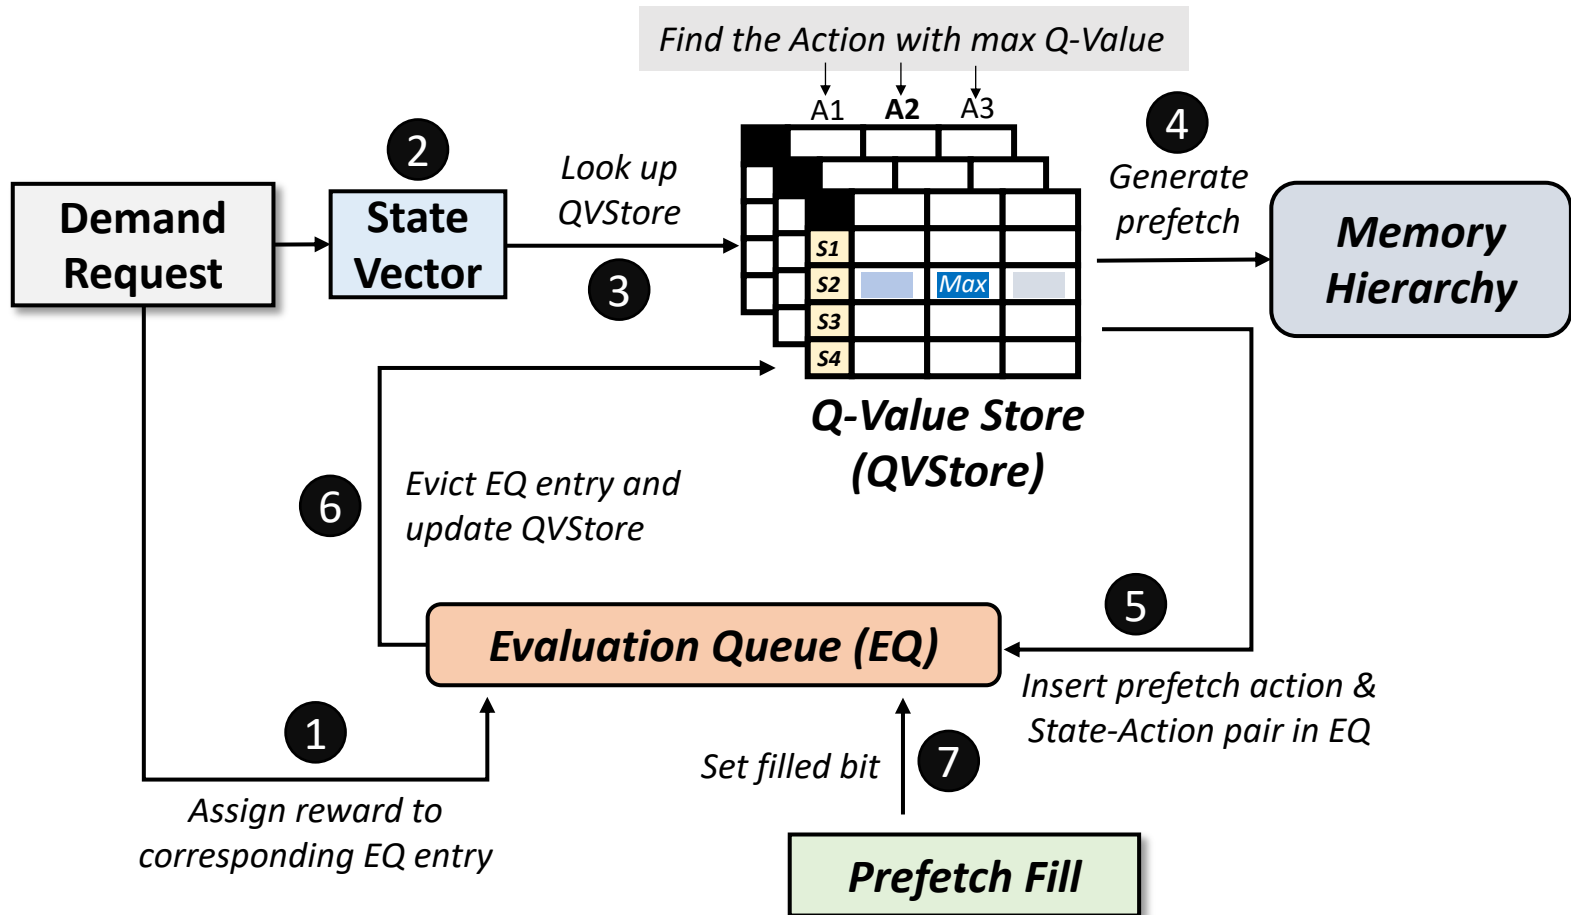 Find the Action with max Q-Value
A1 A2 A3
2
4
Demand
Request
State
Vector
Look up
QVStore
3
S1
S2 Max
S3
S4
Generate
prefetch
Memory
Hierarchy
Q-Value Store
(QVStore)
6
Evict EQ entry and
update QVStore
5
Evaluation Queue (EQ)
Insert prefetch action &
State-Action pair in EQ
1
Assign reward to
corresponding EQ entry
Set filled bit
7
Prefetch Fill